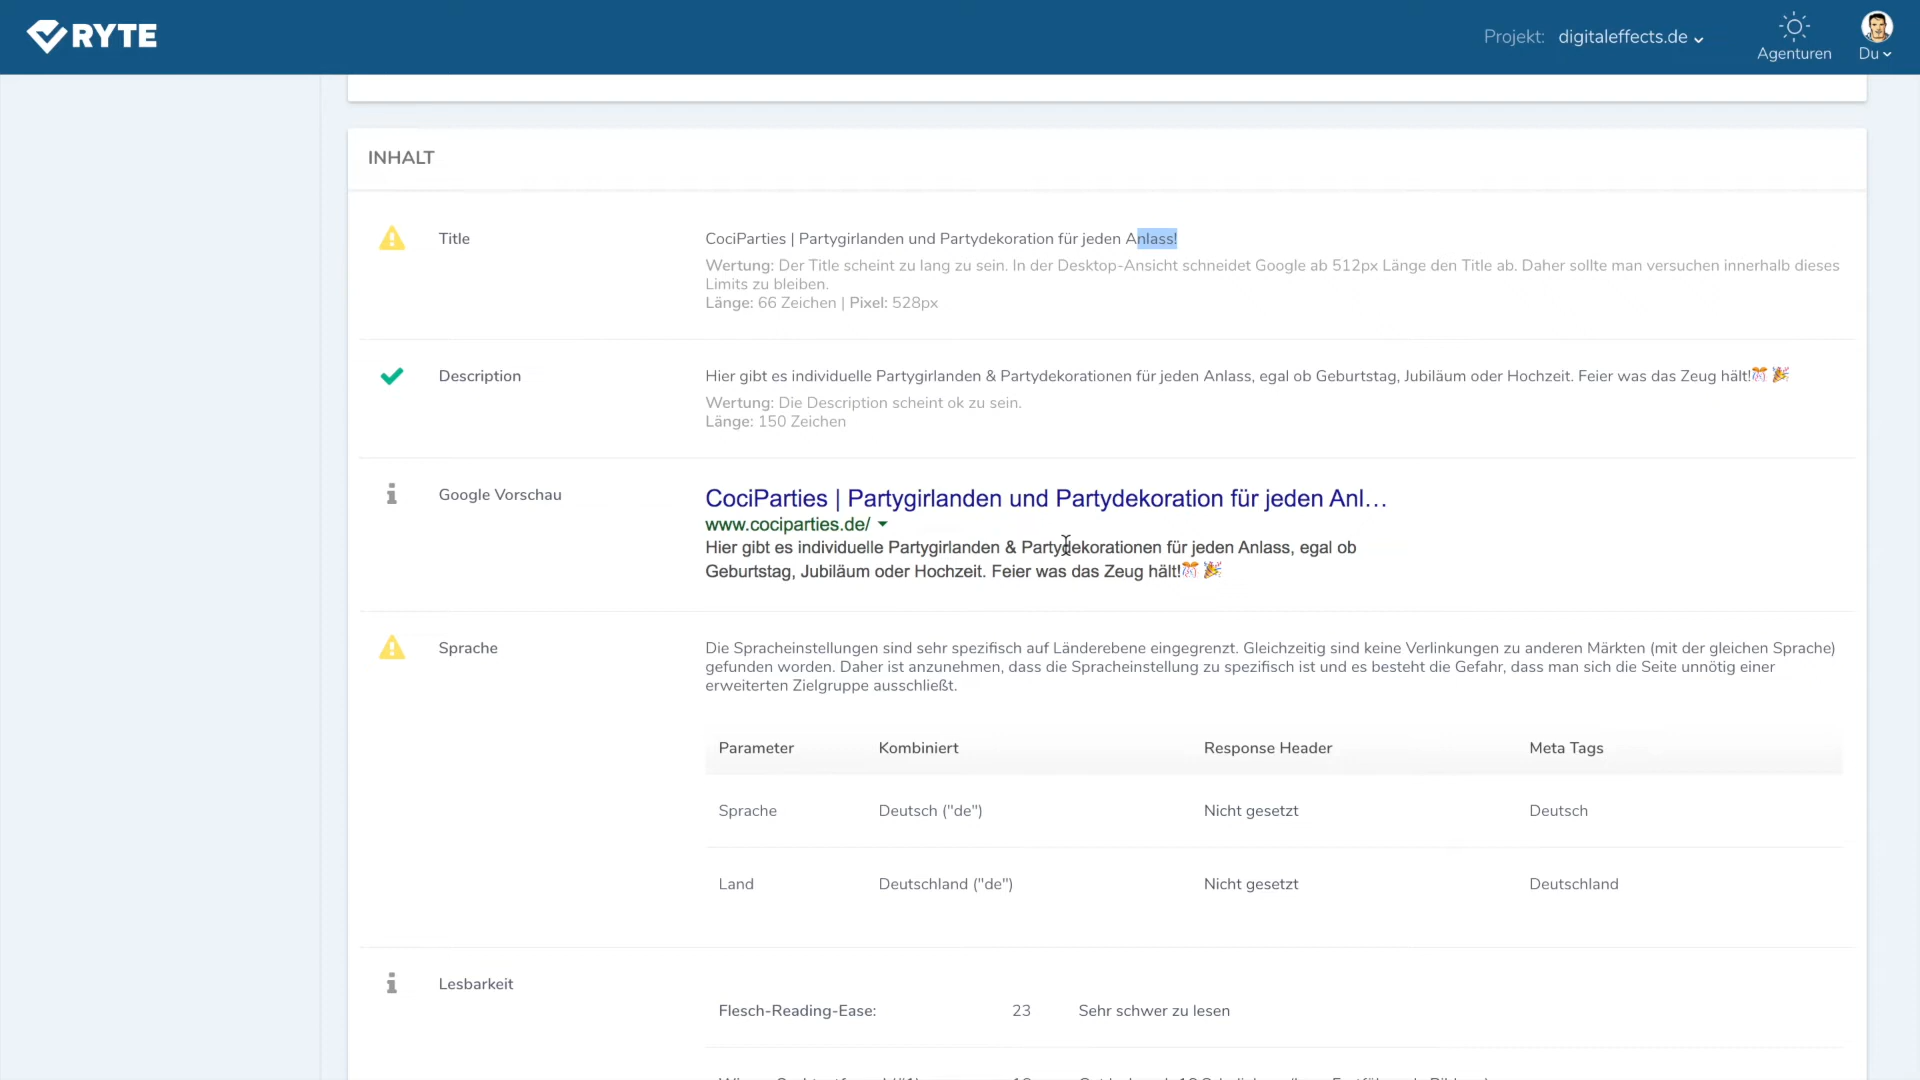 RYTE
Projekt: digitaleffects.de
Agenturen
Du
INHALT
Title
CociParties | Partygirlanden und Partydekoration für jeden Anlass!
Wertung: Der Title scheint zu lang zu sein. In der Desktop-Ansicht schneidet Google ab 512px Länge den Title ab. Daher sollte man versuchen innerhalb dieses
Limits zu bleiben.
Länge: 66 Zeichen | Pixel: 528px
Description
Hier gibt es individuelle Partygirlanden & Partydekorationen für jeden Anlass, egal ob Geburtstag, Jubiläum oder Hochzeit. Feier was das Zeug hält!🎊 🎉
Wertung: Die Description scheint ok zu sein.
Länge: 150 Zeichen
Google Vorschau
CociParties | Partygirlanden und Partydekoration für jeden Anl...
www.cociparties.de/
Hier gibt es individuelle Partygirlanden & Partydekorationen für jeden Anlass, egal ob
Geburtstag, Jubiläum oder Hochzeit. Feier was das Zeug hält!🎊 🎉
Sprache
Die Spracheinstellungen sind sehr spezifisch auf Länderebene eingegrenzt. Gleichzeitig sind keine Verlinkungen zu anderen Märkten (mit der gleichen Sprache)
gefunden worden. Daher ist anzunehmen, dass die Spracheinstellung zu spezifisch ist und es besteht die Gefahr, dass man sich die Seite unnötig einer
erweiterten Zielgruppe ausschließt.
Parameter Kombiniert Response Header Meta Tags
Sprache Deutsch ("de") Nicht gesetzt Deutsch
Land Deutschland ("de") Nicht gesetzt Deutschland
Lesbarkeit
Flesch-Reading-Ease: 23 Sehr schwer zu lesen